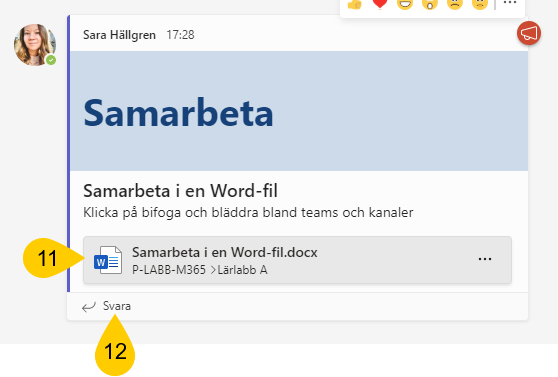 Sara Hällgren 17:28
Samarbeta
Samarbeta i en Word-fil
Klicka på bifoga och bläddra bland teams och kanaler
11
W
Samarbeta i en Word-fil.docx
P-LABB-M365 >Lärlabb A
Svara
12